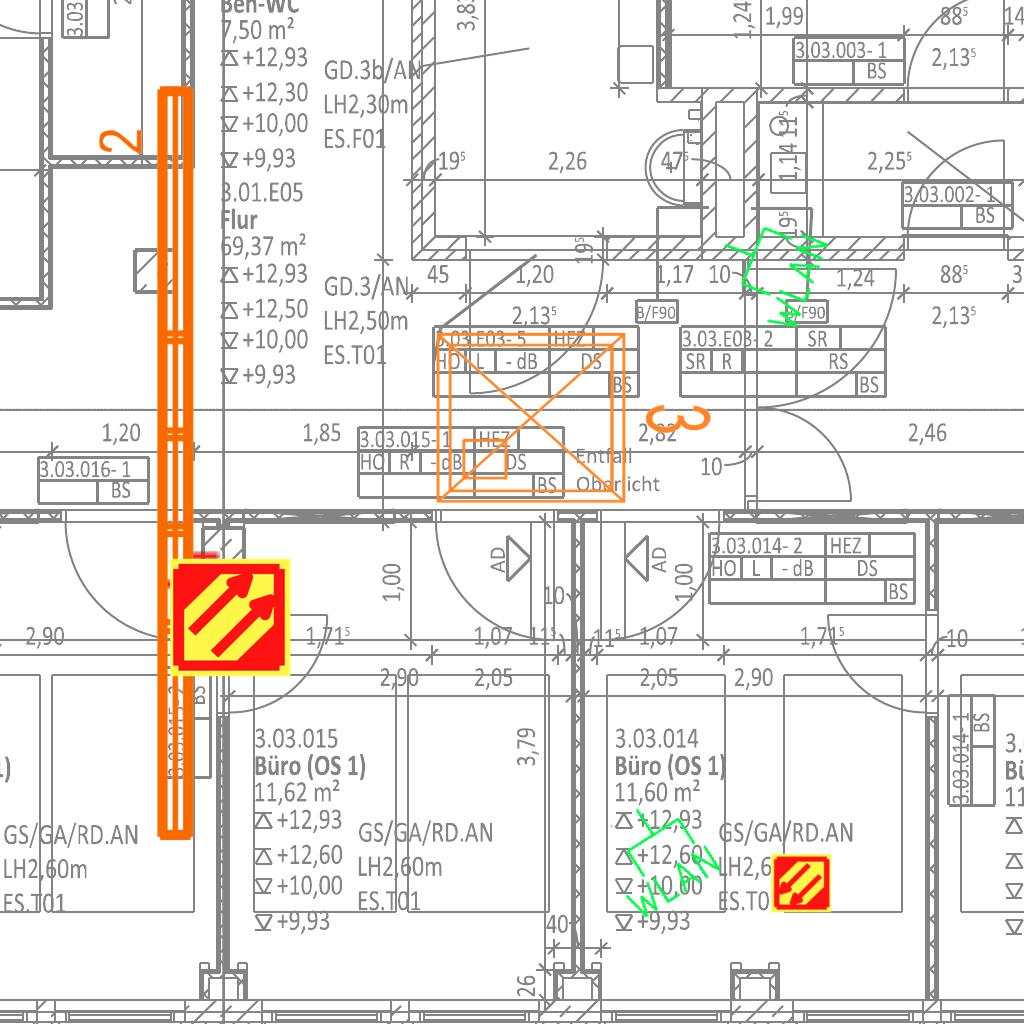 3.03
Beh-WC
7,50 m²
+12,93
+12,30
+10,00
+9,93
GD.3b/AN
LH2,30m
ES.F01
3,83
1,24
1,99
88⁵
14
3.03.003- 1
BS
2,13⁵
2
19⁵
2,26
47⁵
1,14
11⁵
2,25⁵
3.03.002- 1
BS
3.01.E05
Flur
69,37 m²
+12,93
+12,50
+10,00
+9,93
GD.3/AN
LH2,50m
ES.T01
19⁵
19⁵
WLAN
45
1,20
1,17
10
1,24
88⁵
3
2,13⁵
B/F90
B/F90
2,13⁵
3.03.E03- 5
HEZ
HO
L
- dB
DS
BS
3.03.E03- 2
SR
SR
R
RS
BS
1,20
1,85
3
2,82
2,46
3.03.015- 1
HEZ
HO
R
- dB
DS
BS
Entfall
Oberlicht
10
3.03.016- 1
BS
AD
AD
1,00
1,00
10
3.03.014- 2
HEZ
HO
L
- dB
DS
BS
2,90
1,71⁵
1,07
11⁵
11⁵
1,07
1,71⁵
10
2,90
2,05
2,05
2,90
3.03.015- 2
BS
3.03.014- 1
BS
3,79
3.03.015
Büro (OS 1)
11,62 m²
+12,93
+12,60
+10,00
+9,93
GS/GA/RD.AN
LH2,60m
ES.T01
3.03.014
Büro (OS 1)
11,60 m²
+12,93
+12,60
+10,00
+9,93
GS/GA/RD.AN
LH2,6
ES.T0
WLAN
GS/GA/RD.AN
LH2,60m
ES.T01
3.
Bü
11
40
26